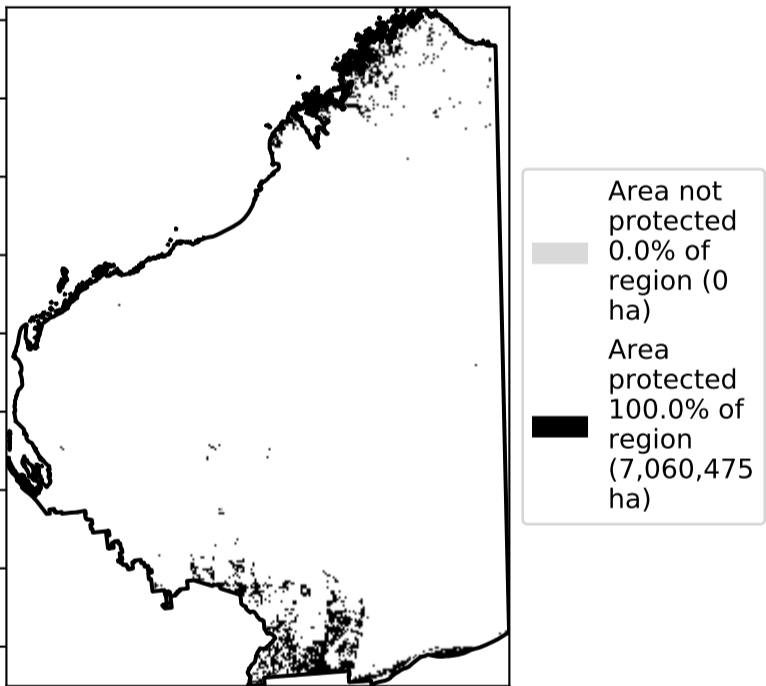 Area not
protected
0.0% of
region (0
ha)
Area
protected
100.0% of
region
(7,060,475
ha)